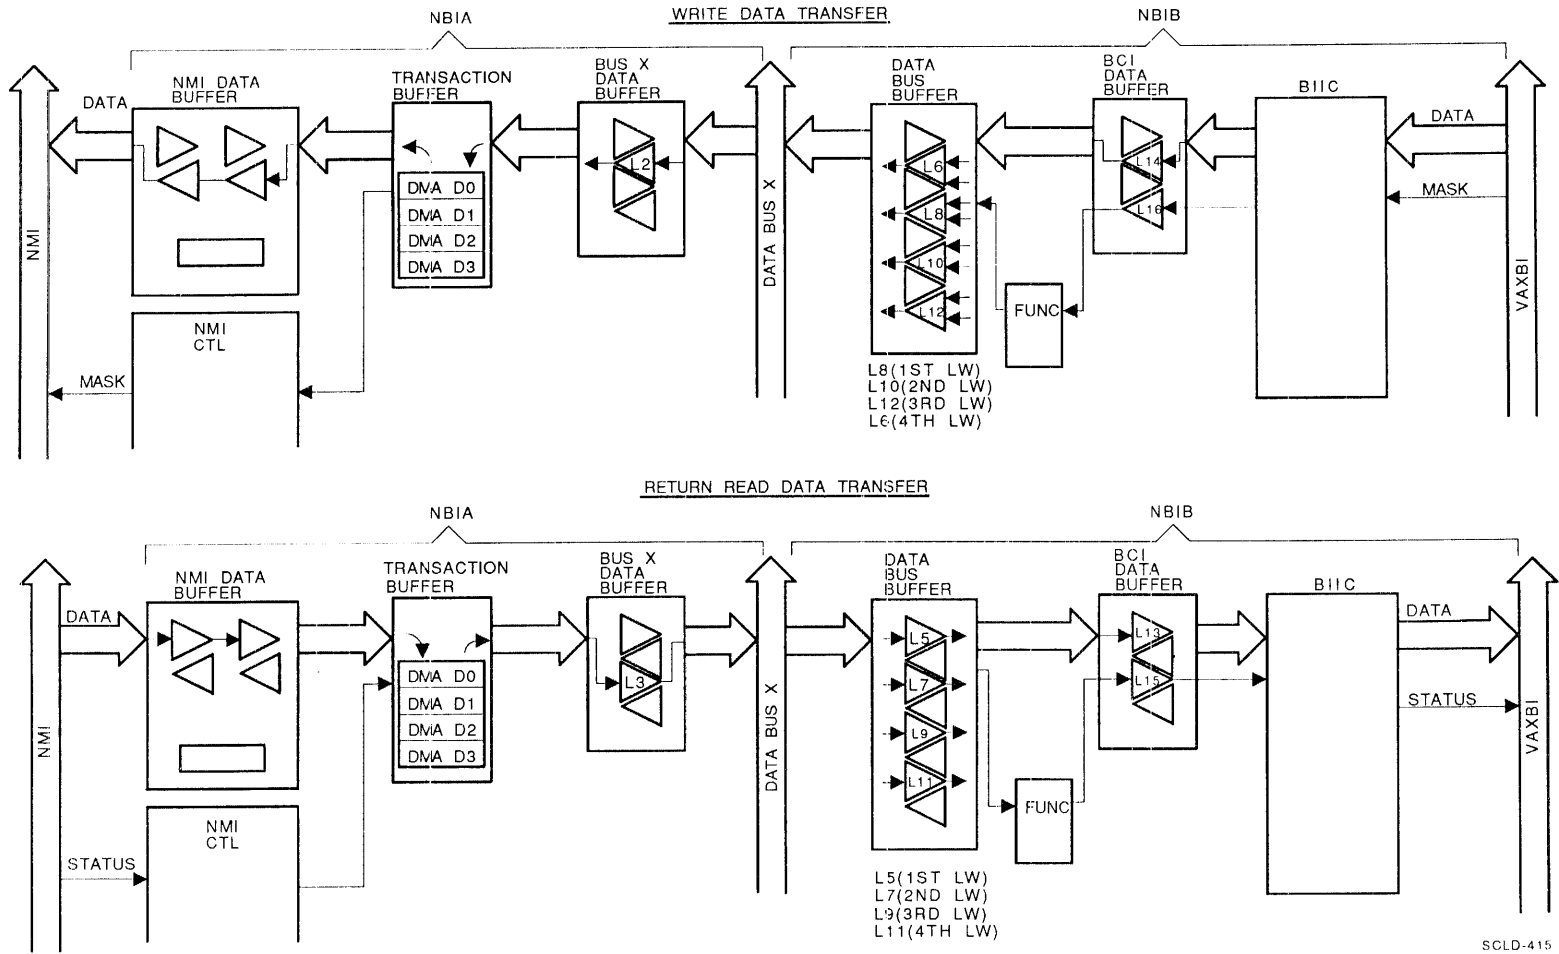 WRITE DATA TRANSFER
NBIA
NBIB
NMI DATA
BUFFER
TRANSACTION
BUFFER
BUS X
DATA
BUFFER
DATA
BUS
BUFFER
BCI
DATA
BUFFER
BIIC
DATA
DATA
MASK
L2
L6
L8
L10
L12
L14
L16
DMA D0
DMA D1
DMA D2
DMA D3
NMI
DATA BUS X
VAXBI
FUNC
NMI
CTL
MASK
L8(1ST LW)
L10(2ND LW)
L12(3RD LW)
L6(4TH LW)
RETURN READ DATA TRANSFER
NBIA
NBIB
NMI DATA
BUFFER
TRANSACTION
BUFFER
BUS X
DATA
BUFFER
DATA
BUS
BUFFER
BCI
DATA
BUFFER
BIIC
DATA
DATA
STATUS
L3
L5
L7
L9
L11
L13
L15
DMA D0
DMA D1
DMA D2
DMA D3
NMI
DATA BUS X
VAXBI
FUNC
NMI
CTL
STATUS
L5(1ST LW)
L7(2ND LW)
L9(3RD LW)
L11(4TH LW)
SCLD-415